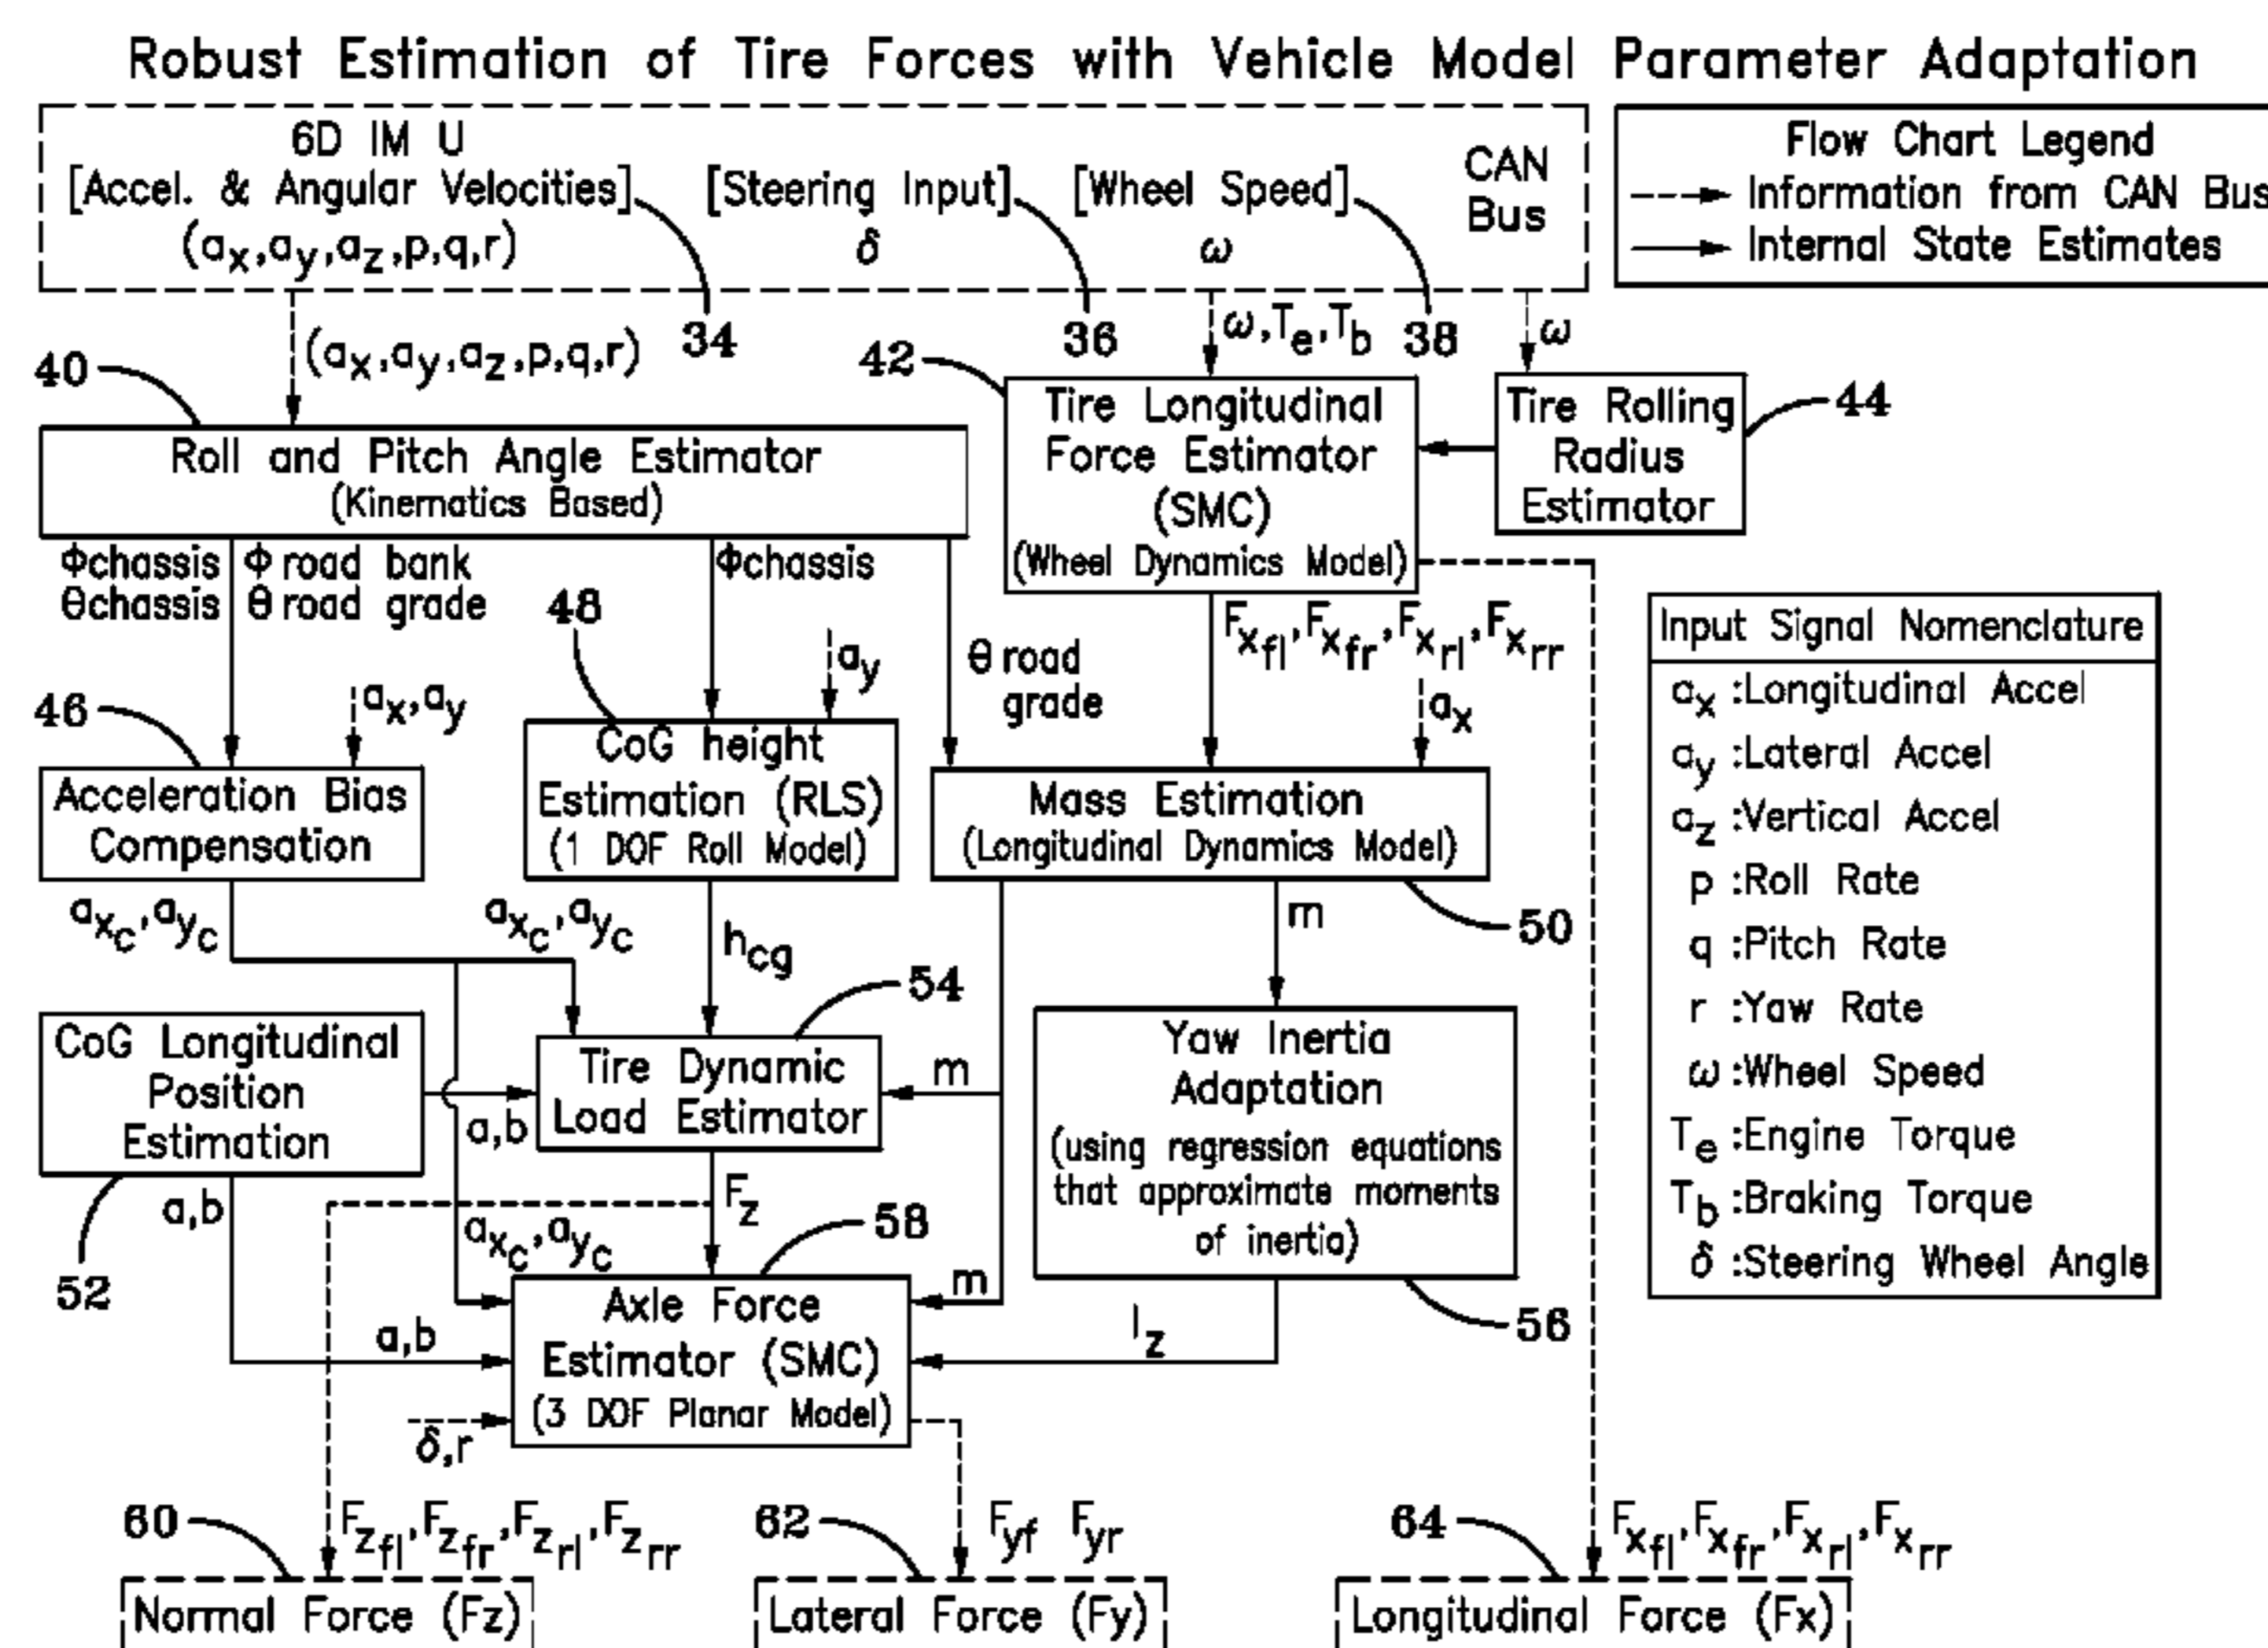 Robust Estimation of Tire Forces with Vehicle Model Parameter Adaptation
6D IM U
[Accel. & Angular Velocities]
(ax,ay,az,p,q,r)
[Steering Input]
δ
[Wheel Speed]
ω
CAN
Bus
Flow Chart Legend
Information from CAN Bus
Internal State Estimates
34
36
38
(ax,ay,az,p,q,r)
ω,Te,Tb
ω
40
Roll and Pitch Angle Estimator
(Kinematics Based)
42
Tire Longitudinal
Force Estimator
(SMC)
(Wheel Dynamics Model)
Tire Rolling
Radius
Estimator
44
Φchassis
θchassis
Φ road bank
θ road grade
Φchassis
θ road
grade
Fxfl,Fxfr,Fxrl,Fxrr
46
ax,ay
48
ay
ax
Acceleration Bias
Compensation
CoG height
Estimation (RLS)
(1 DOF Roll Model)
Mass Estimation
(Longitudinal Dynamics Model)
50
axc,ayc
axc,ayc
hcg
m
CoG Longitudinal
Position
Estimation
52
a,b
54
Tire Dynamic
Load Estimator
m
Yaw Inertia
Adaptation
(using regression equations
that approximate moments
of inertia)
56
a,b
axc,ayc
Fz
58
m
a,b
Axle Force
Estimator (SMC)
(3 DOF Planar Model)
Iz
δ,r
Input Signal Nomenclature
ax :Longitudinal Accel
ay :Lateral Accel
az :Vertical Accel
p :Roll Rate
q :Pitch Rate
r :Yaw Rate
ω :Wheel Speed
Te :Engine Torque
Tb :Braking Torque
δ :Steering Wheel Angle
60
Fzfl,Fzfr,Fzrl,Fzrr
Normal Force (Fz)
62
Fyf Fyr
Lateral Force (Fy)
64
Fxfl,Fxfr,Fxrl,Fxrr
Longitudinal Force (Fx)